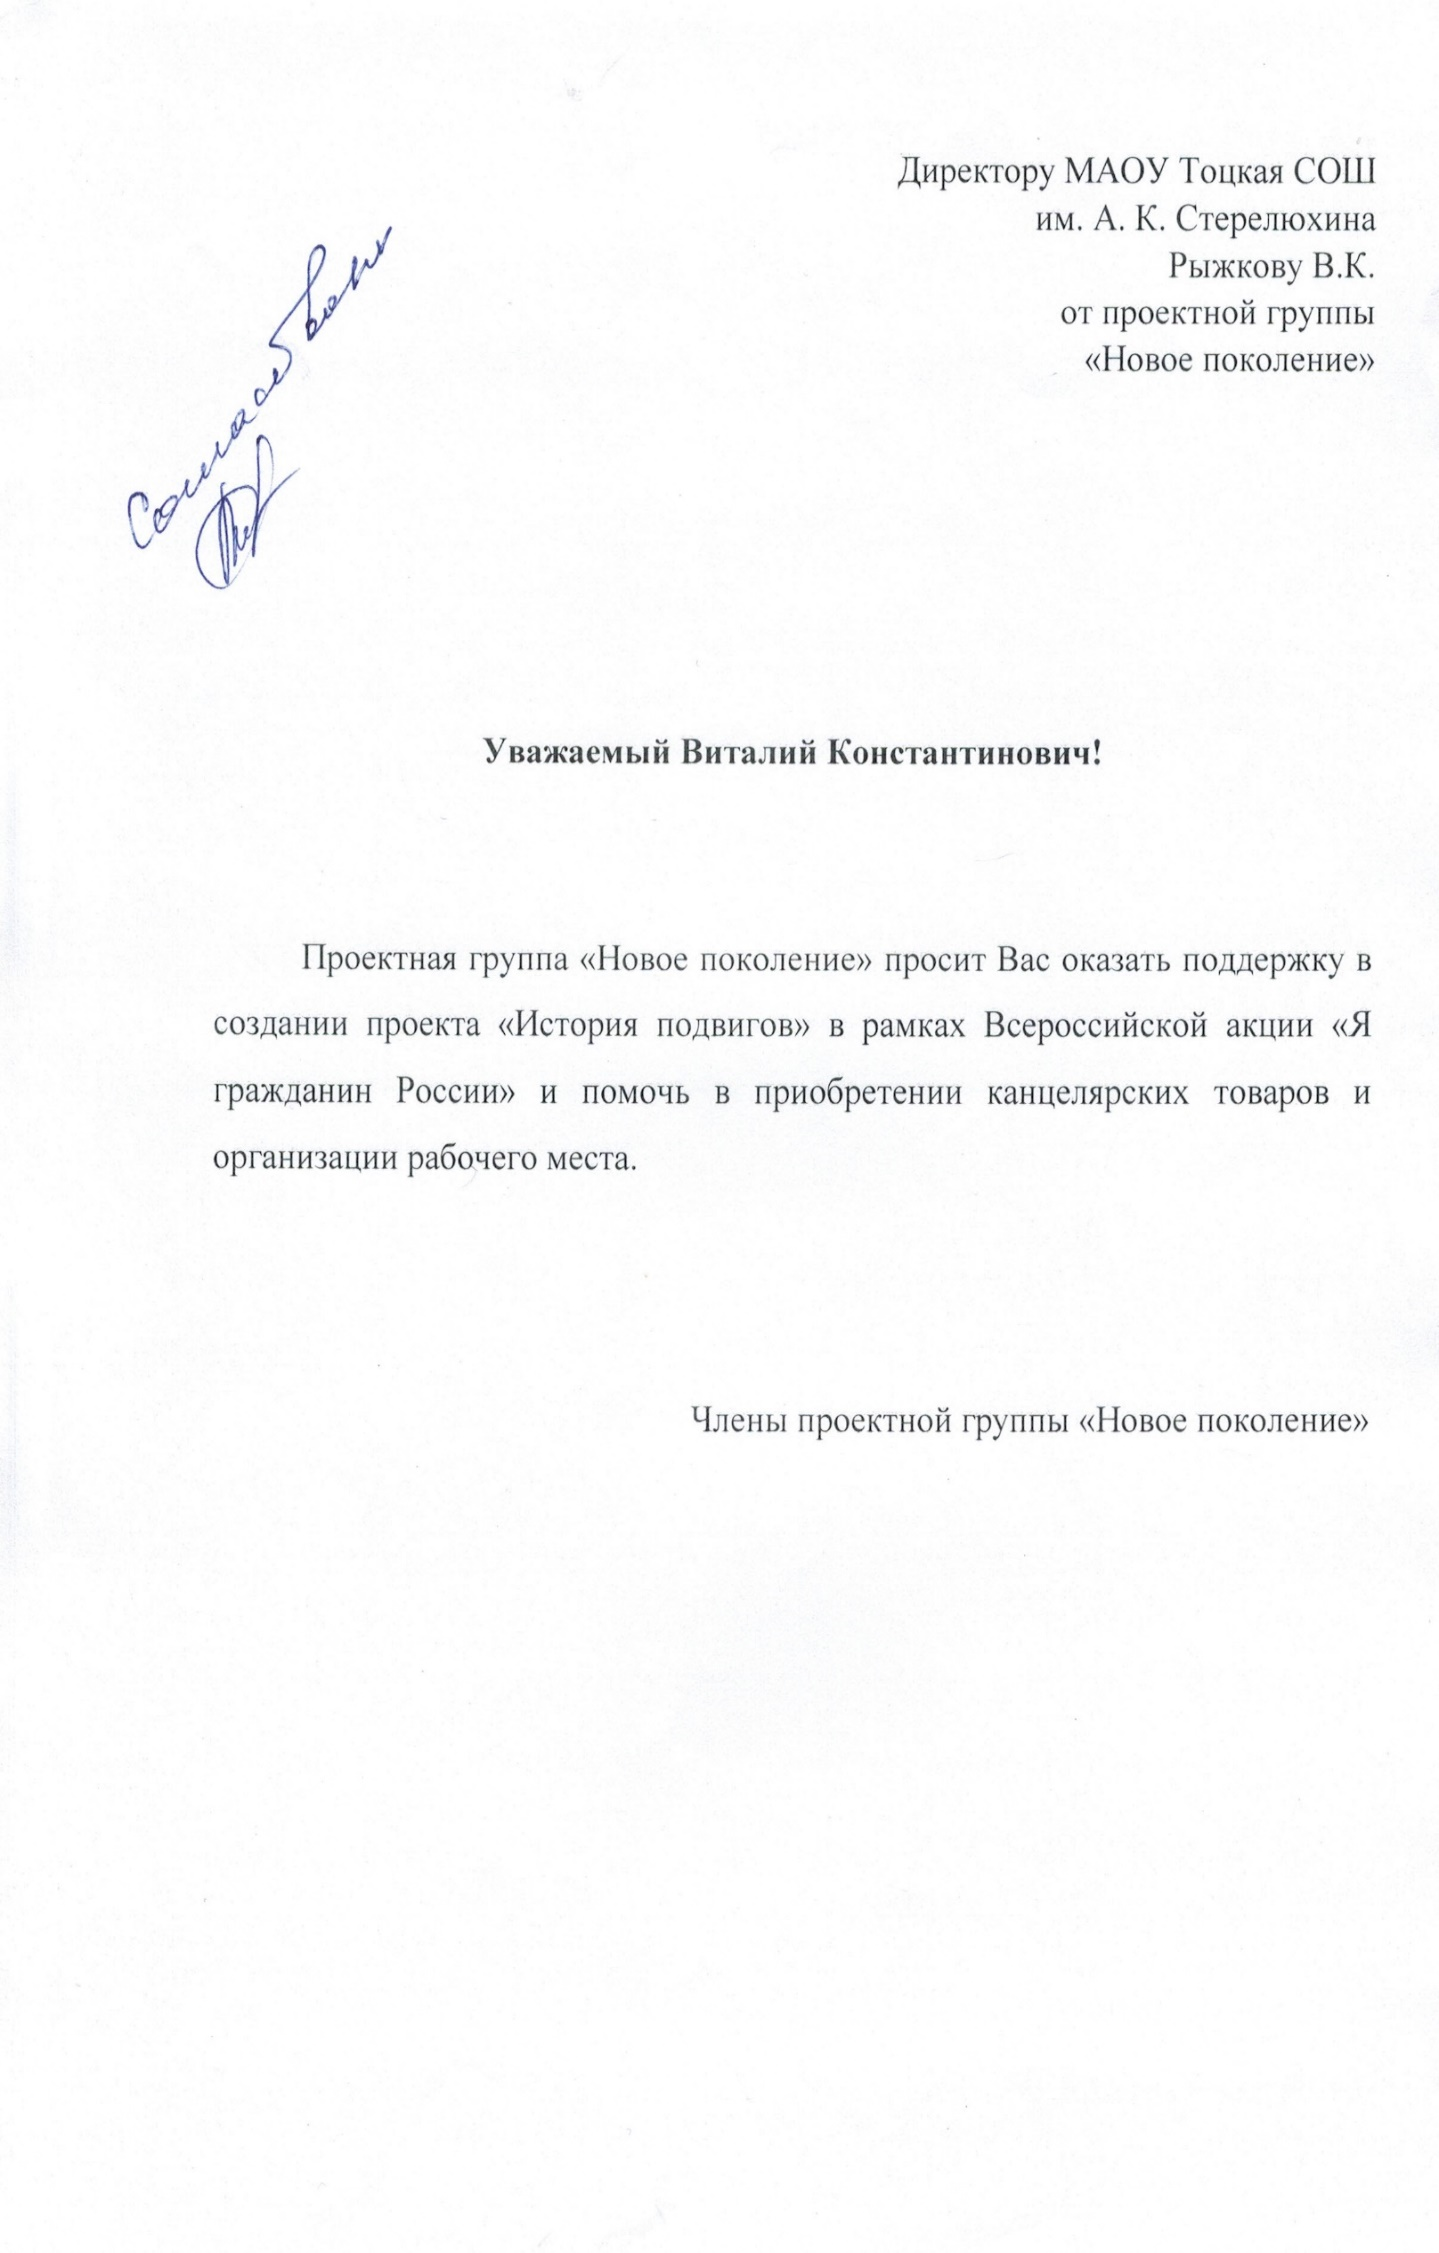 Директору МАОУ Тоцкая СОШ
им. А. К. Стерелюхина
Рыжкову В.К.
от проектной группы
«Новое поколение»
Согласовано
Уважаемый Виталий Константинович!
Проектная группа «Новое поколение» просит Вас оказать поддержку в
создании проекта «История подвигов» в рамках Всероссийской акции «Я
гражданин России» и помочь в приобретении канцелярских товаров и
организации рабочего места.
Члены проектной группы «Новое поколение»